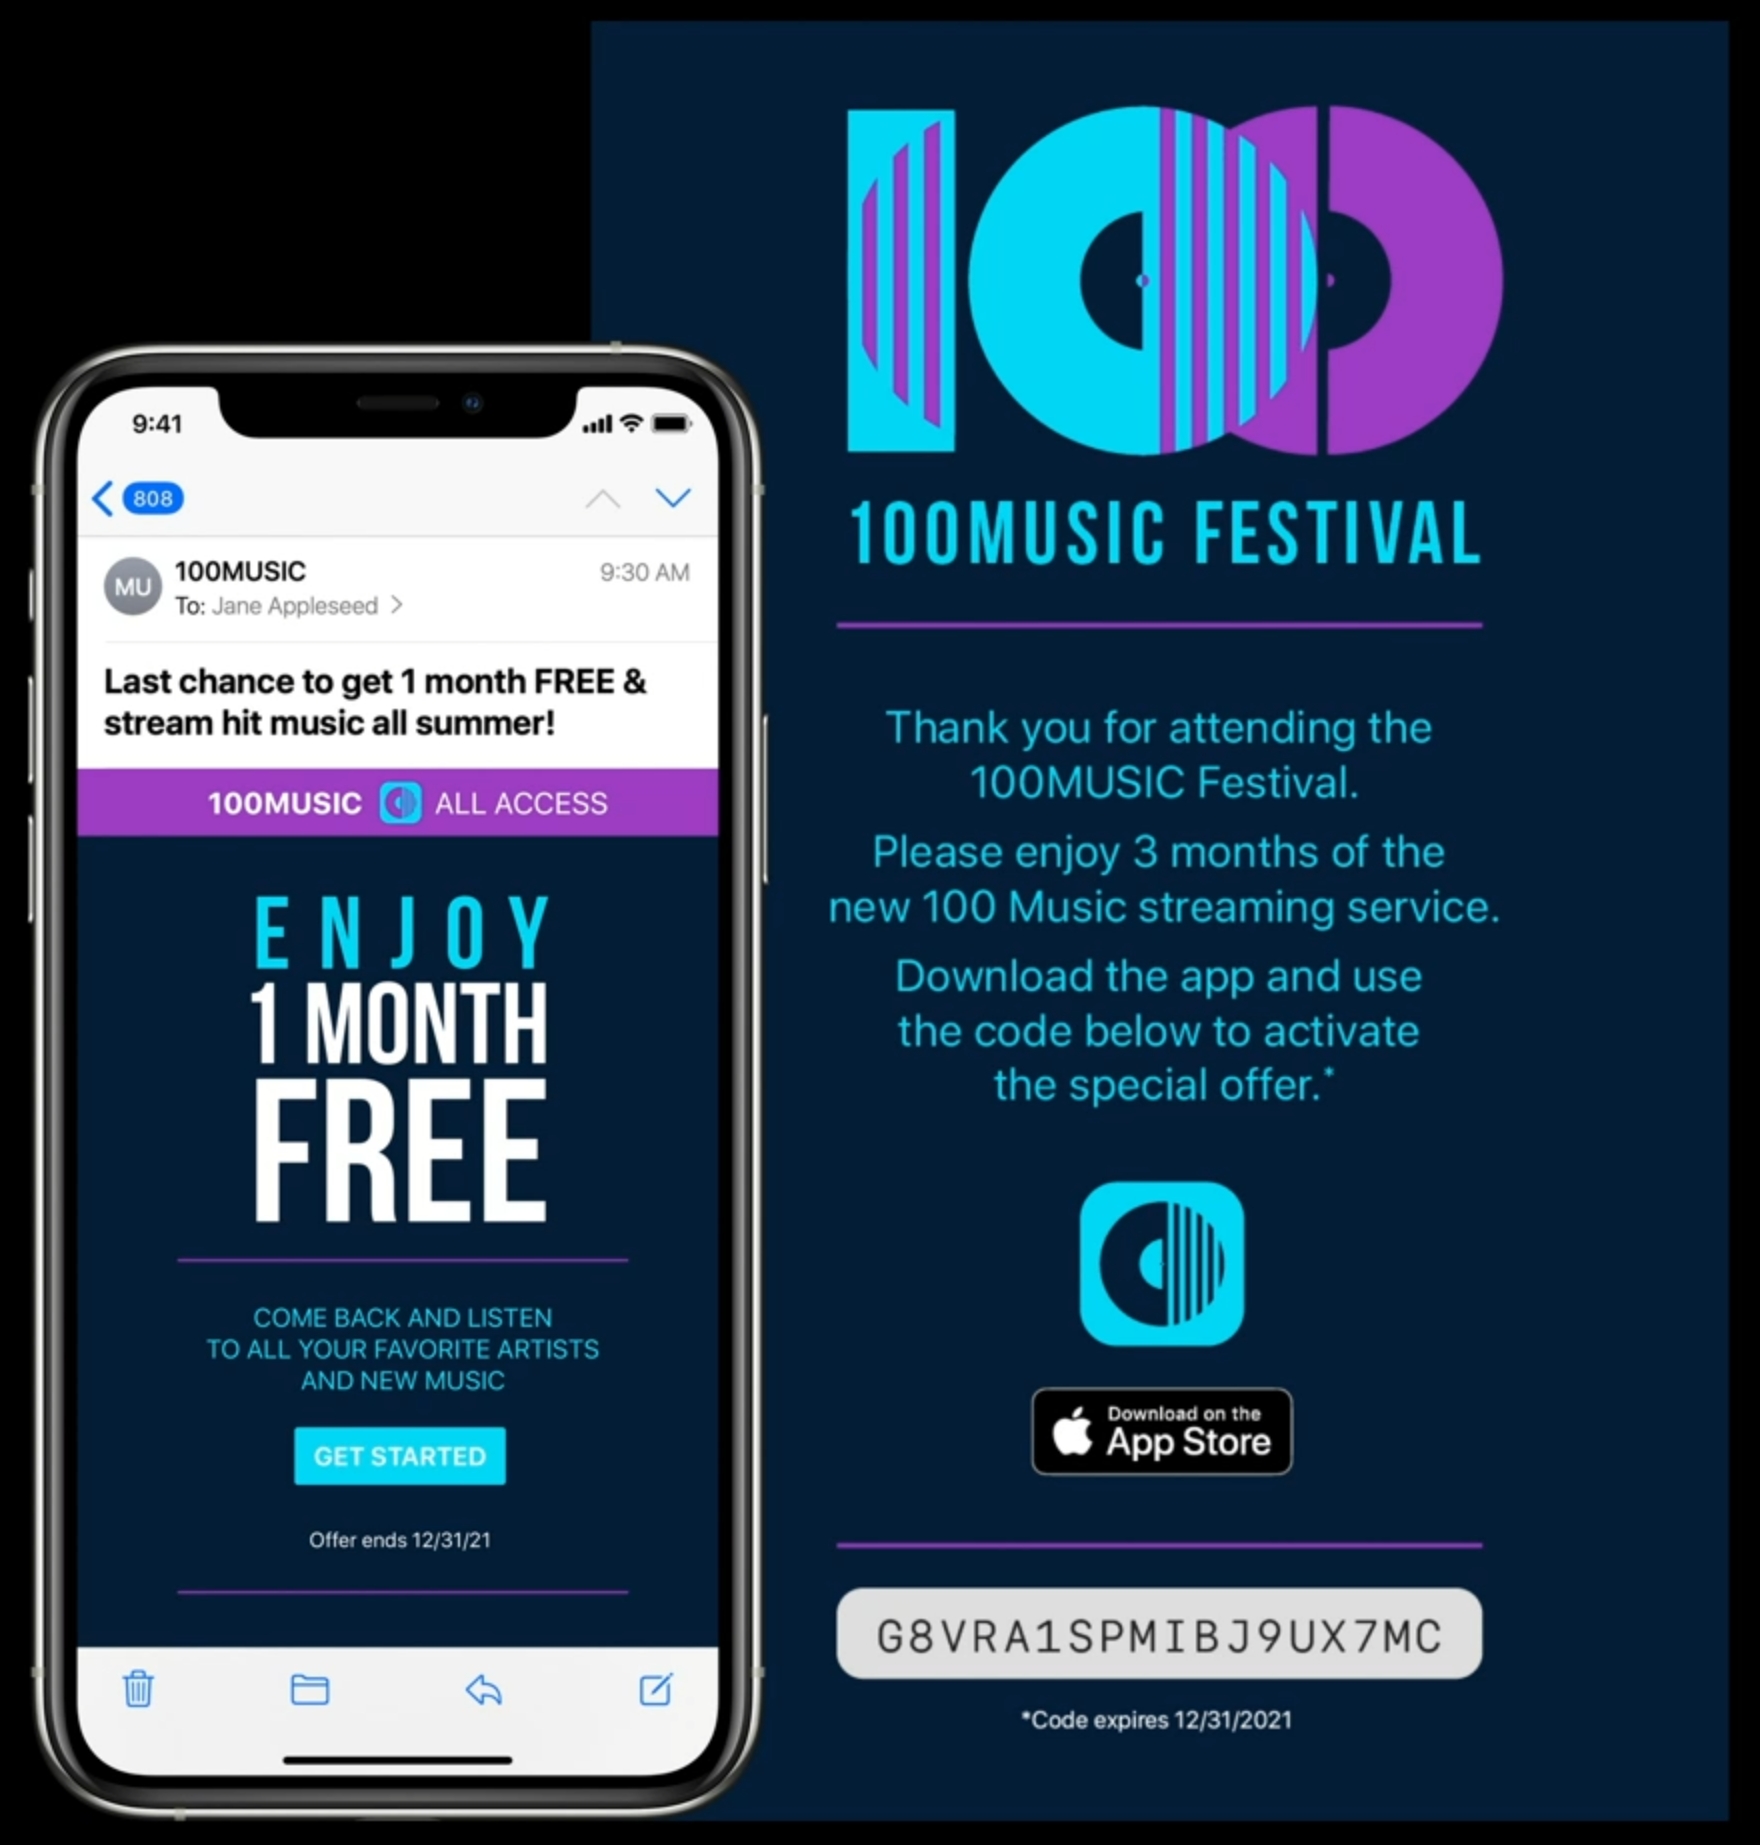 9:41
808
MU
100MUSIC
9:30 AM
To: Jane Appleseed
Last chance to get 1 month FREE &
stream hit music all summer!
100MUSIC ALL ACCESS
ENJOY
1 MONTH
FREE
COME BACK AND LISTEN
TO ALL YOUR FAVORITE ARTISTS
AND NEW MUSIC
GET STARTED
Offer ends 12/31/21
100
100MUSIC FESTIVAL
Thank you for attending the
100MUSIC Festival.
Please enjoy 3 months of the
new 100 Music streaming service.
Download the app and use
the code below to activate
the special offer.*
Download on the
App Store
G8VRA1SPMIBJ9UX7MC
*Code expires 12/31/2021